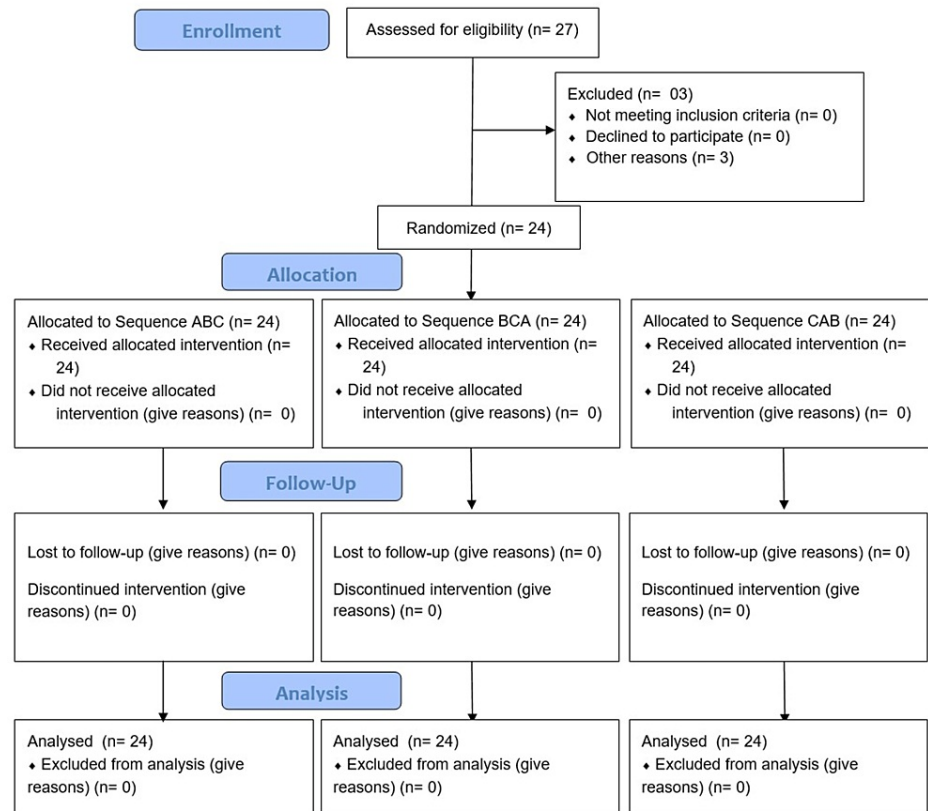 Enrollment
Assessed for eligibility (n= 27)
Excluded (n= 03)
⬧ Not meeting inclusion criteria (n= 0)
⬧ Declined to participate (n= 0)
⬧ Other reasons (n= 3)
Randomized (n= 24)
Allocation
Allocated to Sequence ABC (n= 24)
⬧ Received allocated intervention (n=
24)
⬧ Did not receive allocated
intervention (give reasons) (n= 0)
Allocated to Sequence BCA (n= 24)
⬧ Received allocated intervention (n=
24)
⬧ Did not receive allocated
intervention (give reasons) (n= 0)
Allocated to Sequence CAB (n= 24)
⬧ Received allocated intervention (n=
24)
⬧ Did not receive allocated
intervention (give reasons) (n= 0)
Follow-Up
Lost to follow-up (give reasons) (n= 0)
Discontinued intervention (give
reasons) (n= 0)
Lost to follow-up (give reasons) (n= 0)
Discontinued intervention (give
reasons) (n= 0)
Lost to follow-up (give reasons) (n= 0)
Discontinued intervention (give
reasons) (n= 0)
Analysis
Analysed (n= 24)
⬧ Excluded from analysis (give
reasons) (n= 0)
Analysed (n= 24)
⬧ Excluded from analysis (give
reasons) (n= 0)
Analysed (n= 24)
⬧ Excluded from analysis (give
reasons) (n= 0)